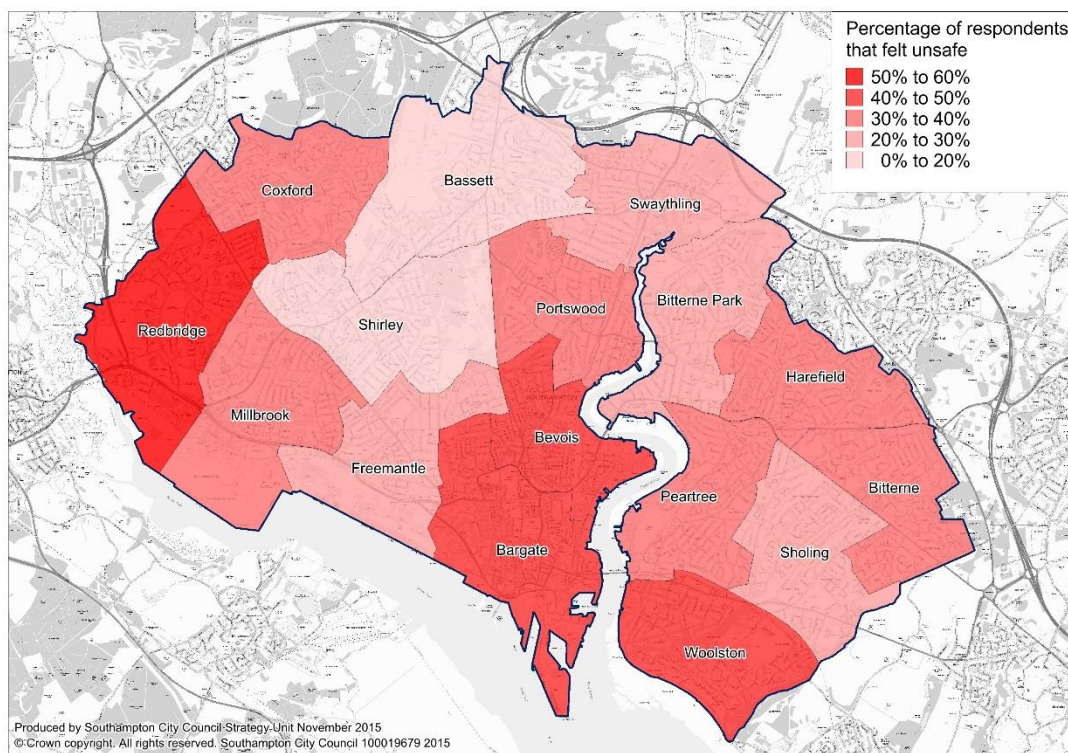 Percentage of respondents
that felt unsafe
50% to 60%
40% to 50%
30% to 40%
20% to 30%
0% to 20%
Bassett
Coxford
Swaythling
Portswood
Bitterne Park
Shirley
Redbridge
Harefield
Millbrook
SOUTHAMPTON
Bevois
Freemantle
Bitterne
Peartree
Bargate
Sholing
Woolston
Produced by Southampton City Council Strategy Unit November 2015
© Crown copyright. All rights reserved. Southampton City Council 100019679 2015